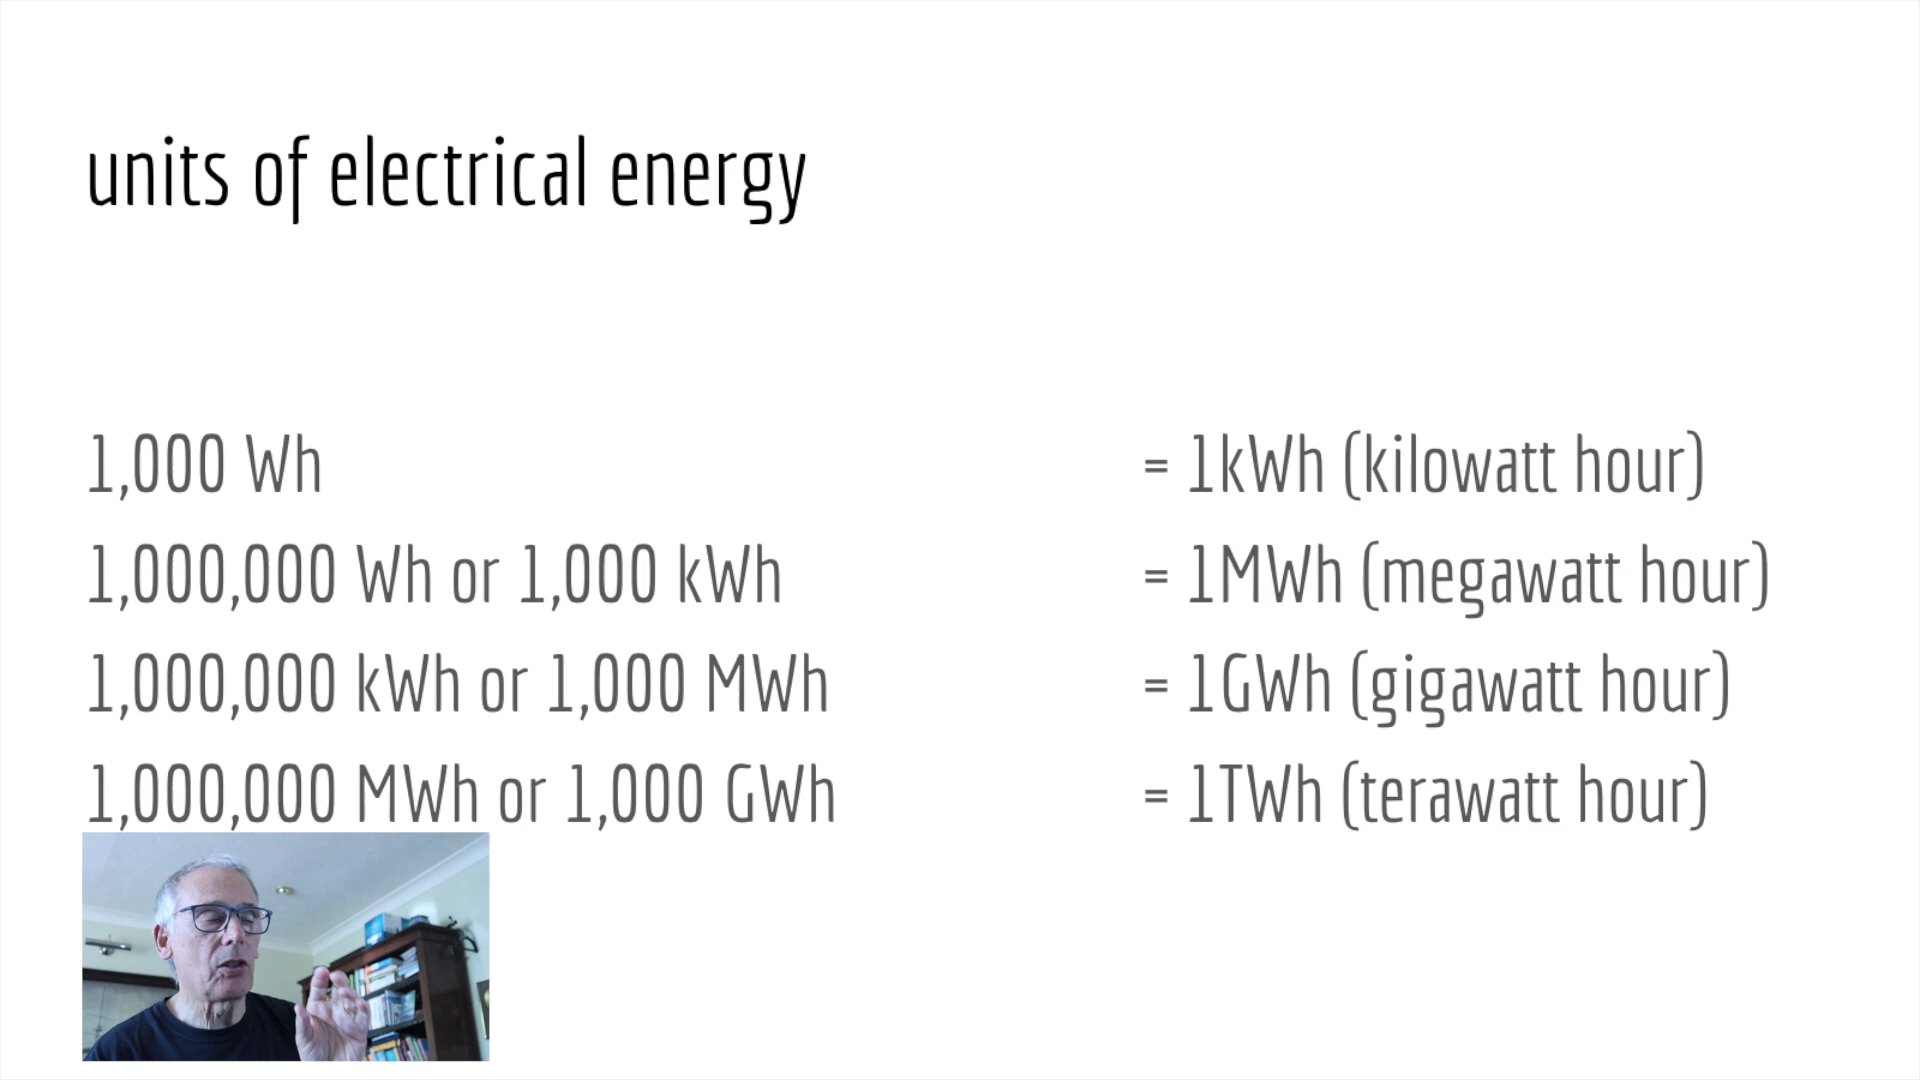 units of electrical energy
1,000 Wh = 1kWh (kilowatt hour)
1,000,000 Wh or 1,000 kWh = 1MWh (megawatt hour)
1,000,000 kWh or 1,000 MWh = 1GWh (gigawatt hour)
1,000,000 MWh or 1,000 GWh = 1TWh (terawatt hour)